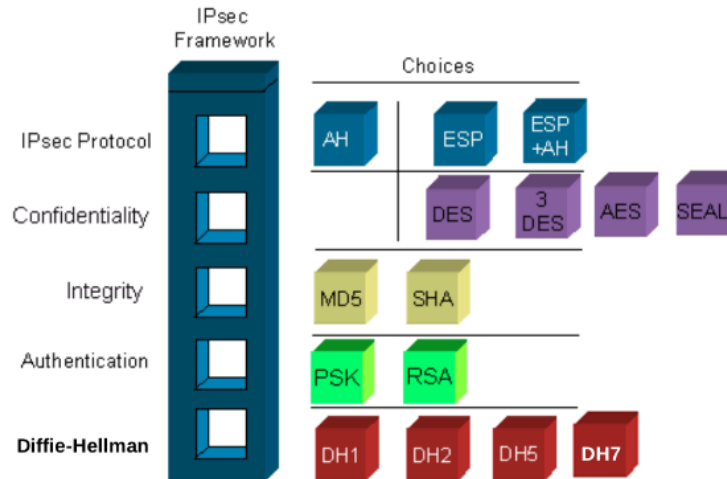 IPsec
Framework
Choices
IPsec Protocol
AH
ESP
ESP
+AH
Confidentiality
DES
3
DES
AES
SEAL
Integrity
MD5
SHA
Authentication
PSK
RSA
Diffie-Hellman
DH1
DH2
DH5
DH7